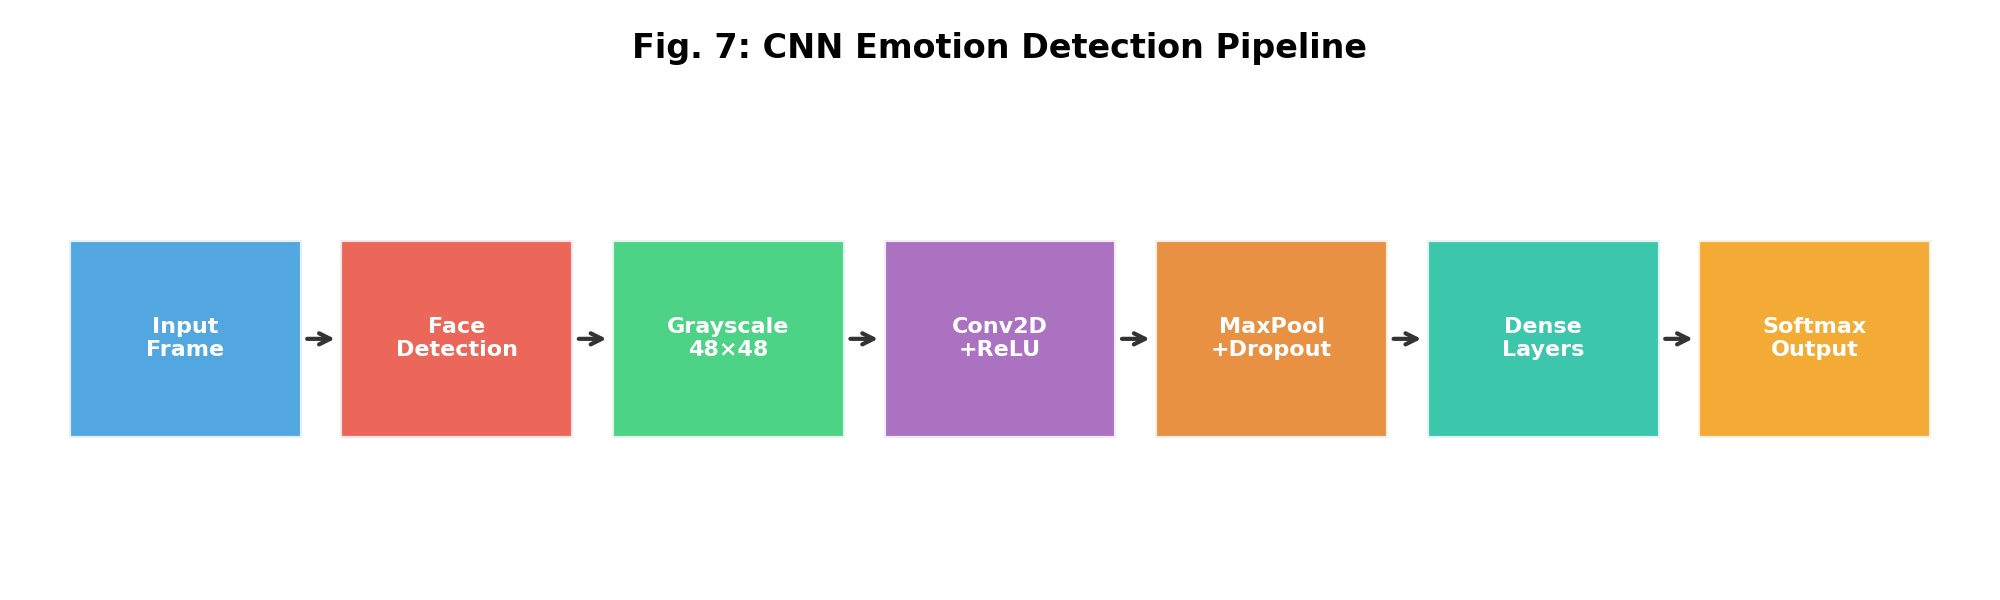 Fig. 7: CNN Emotion Detection Pipeline
Input
Frame
Face
Detection
Grayscale
48×48
Conv2D
+ReLU
MaxPool
+Dropout
Dense
Layers
Softmax
Output